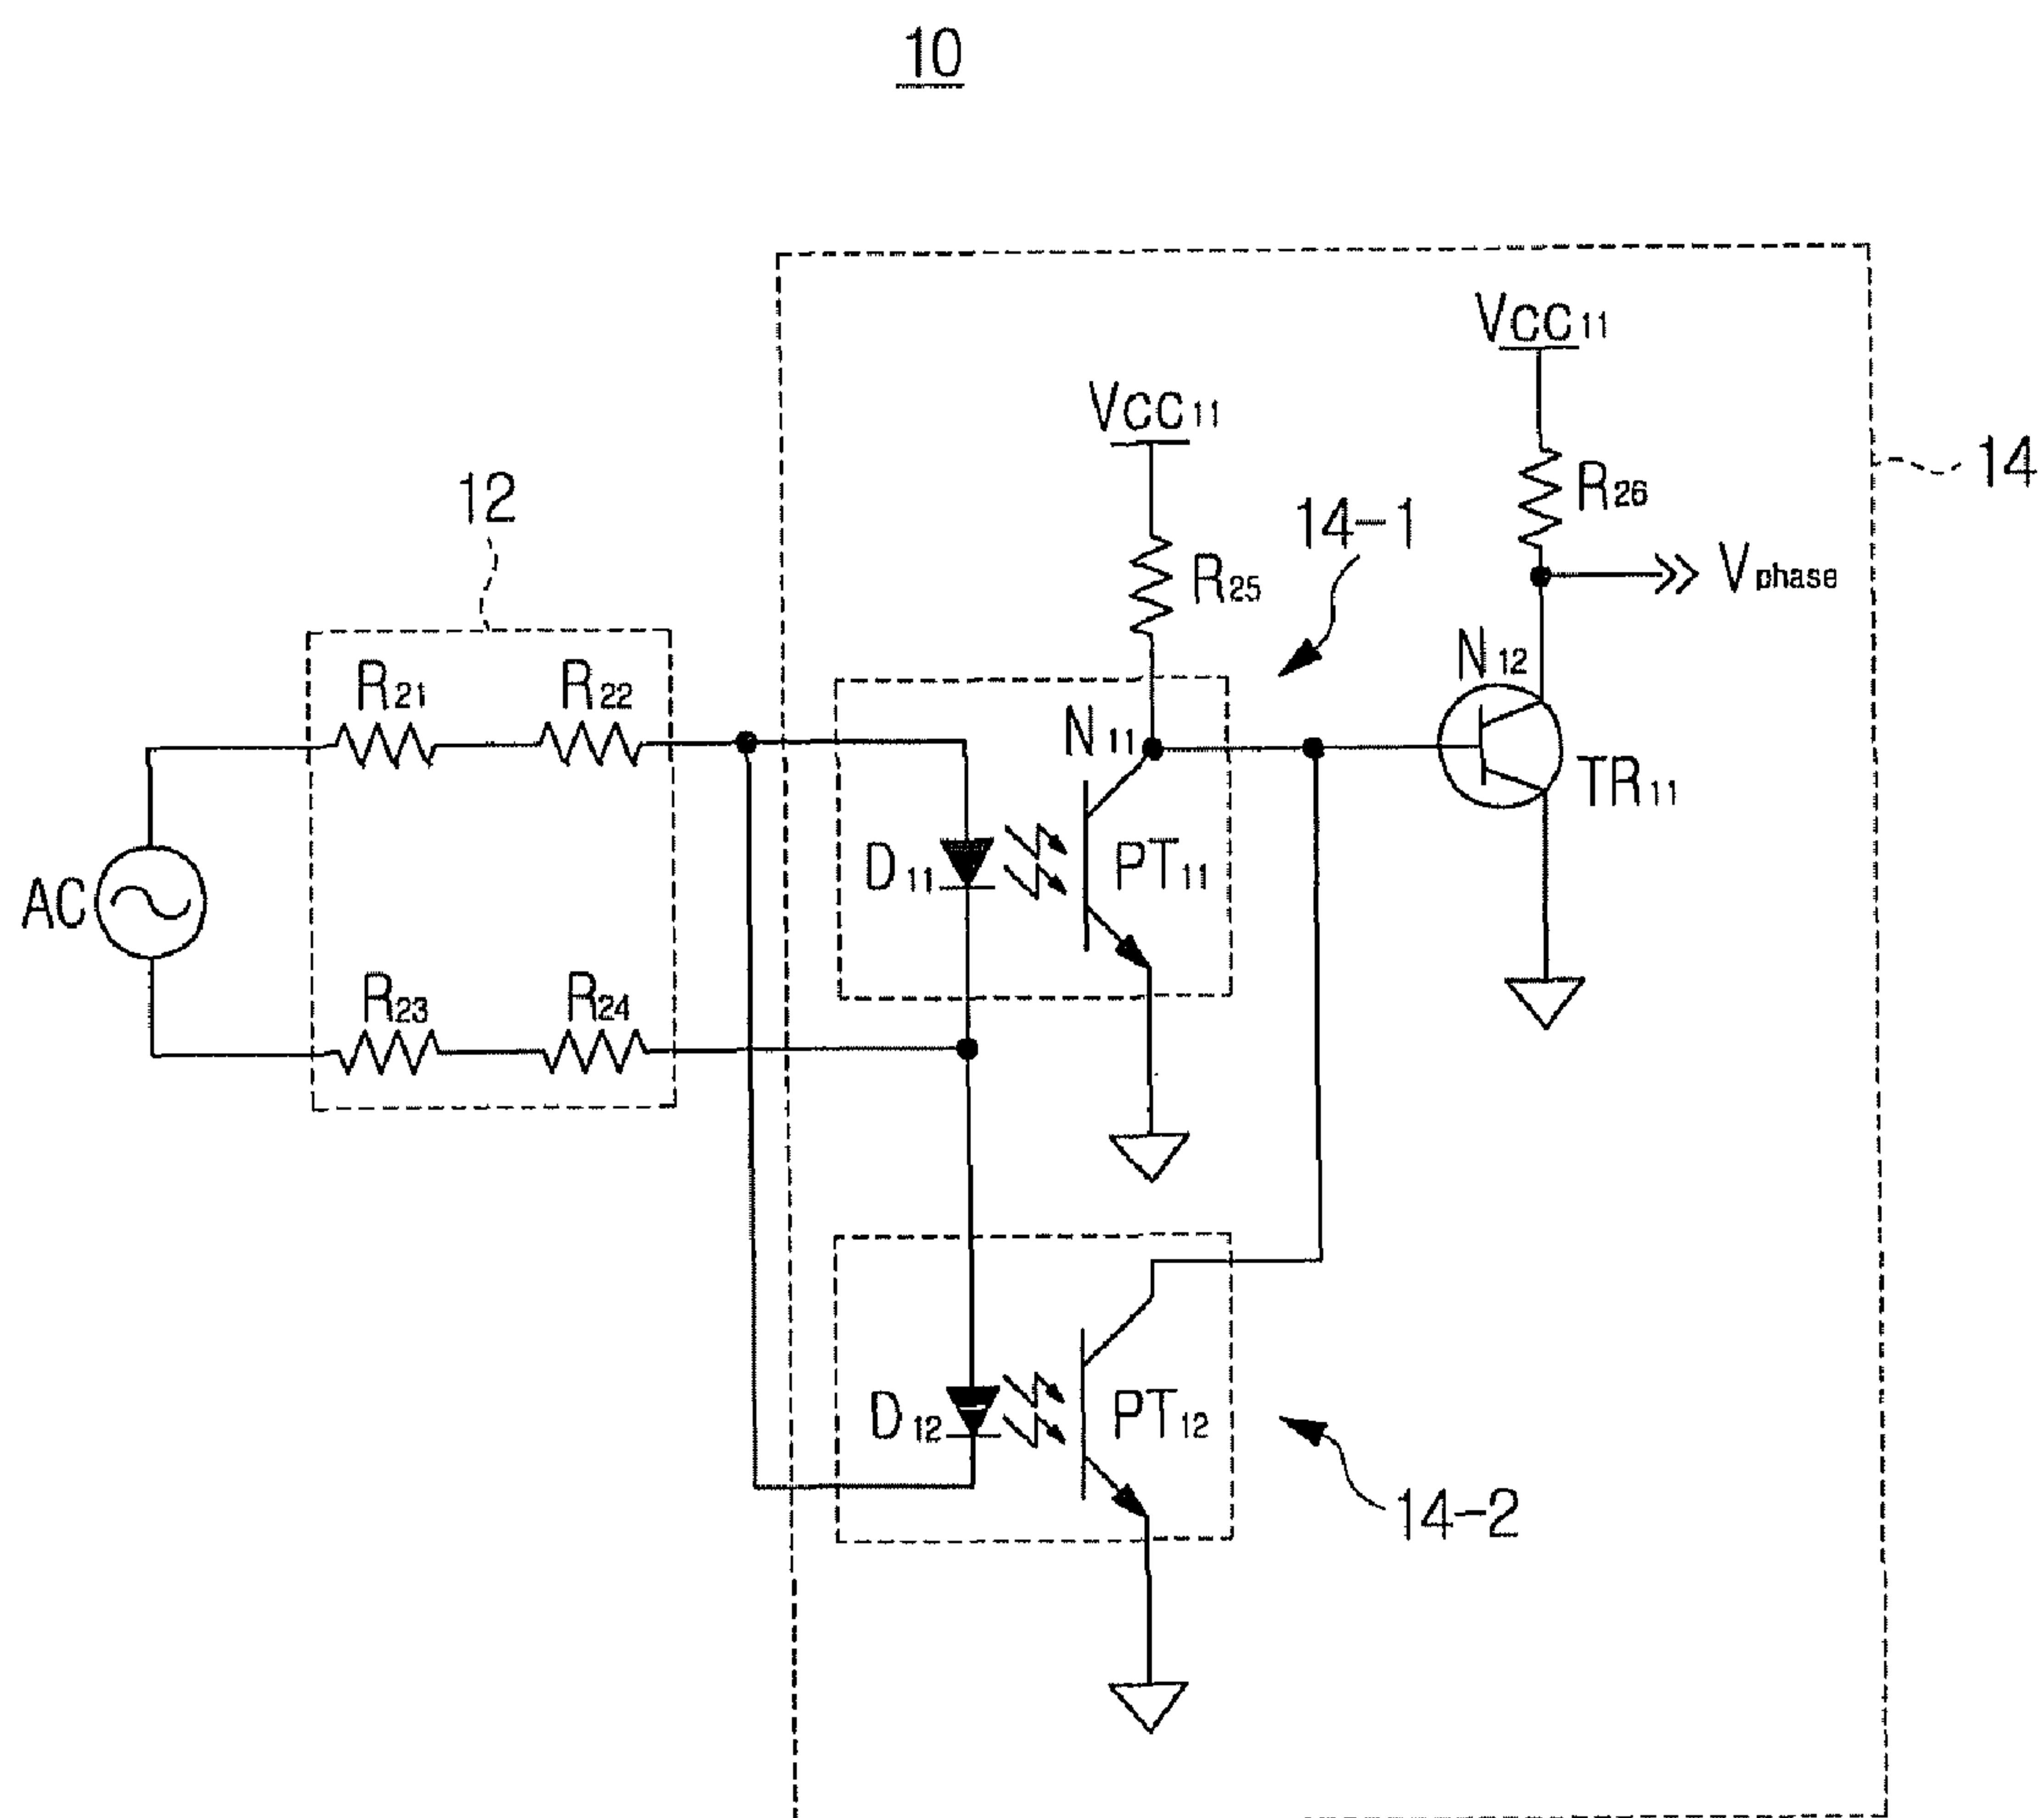 10
VCC11
VCC11
14
R26
12
14-1
R25
Vphase
N12
R21
R22
N11
TR11
D11
PT11
AC
R23
R24
D12
PT12
14-2